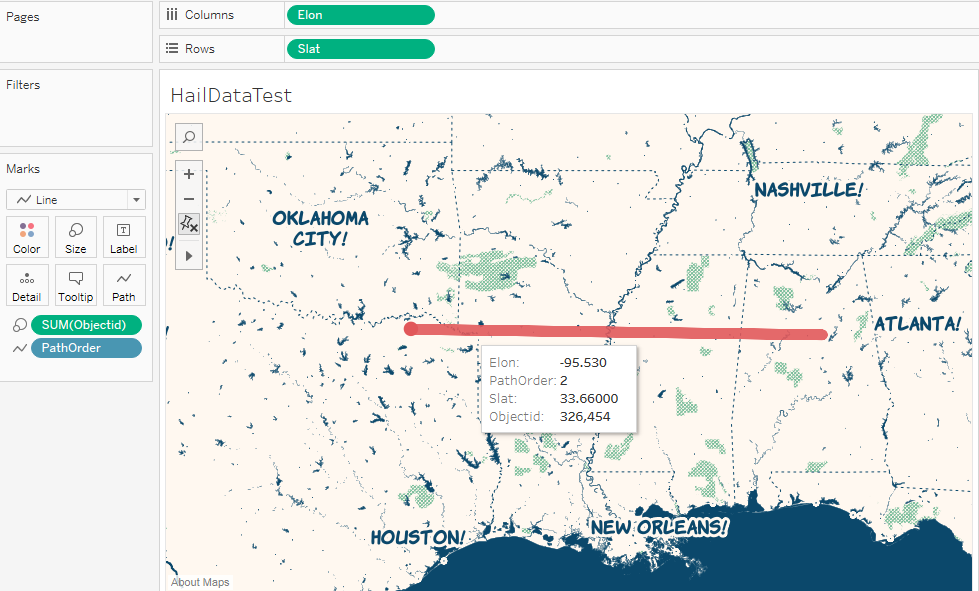 Pages
Columns
Elon
Rows
Slat
Filters
HailDataTest
Marks
Line
Color
Size
Label
Detail
Tooltip
Path
SUM(Objectid)
PathOrder
OKLAHOMA
CITY!
NASHVILLE!
ATLANTA!
Elon: -95.530
PathOrder: 2
Slat: 33.66000
Objectid: 326,454
HOUSTON!
NEW ORLEANS!
About Maps